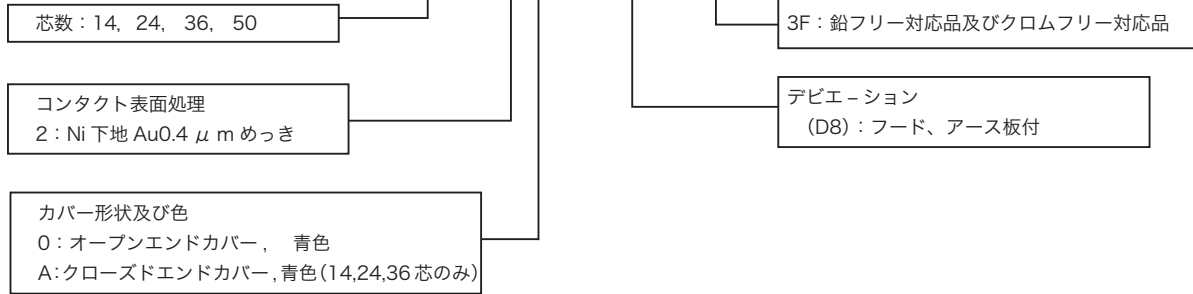 芯数：14, 24, 36, 50
コンタクト表面処理
2：Ni 下地 Au0.4 μ m めっき
カバー形状及び色
0：オープンエンドカバー, 青色
A：クローズドエンドカバー,青色(14,24,36 芯のみ)
3F：鉛フリー対応品及びクロムフリー対応品
デビエ－ション
(D8)：フード、アース板付